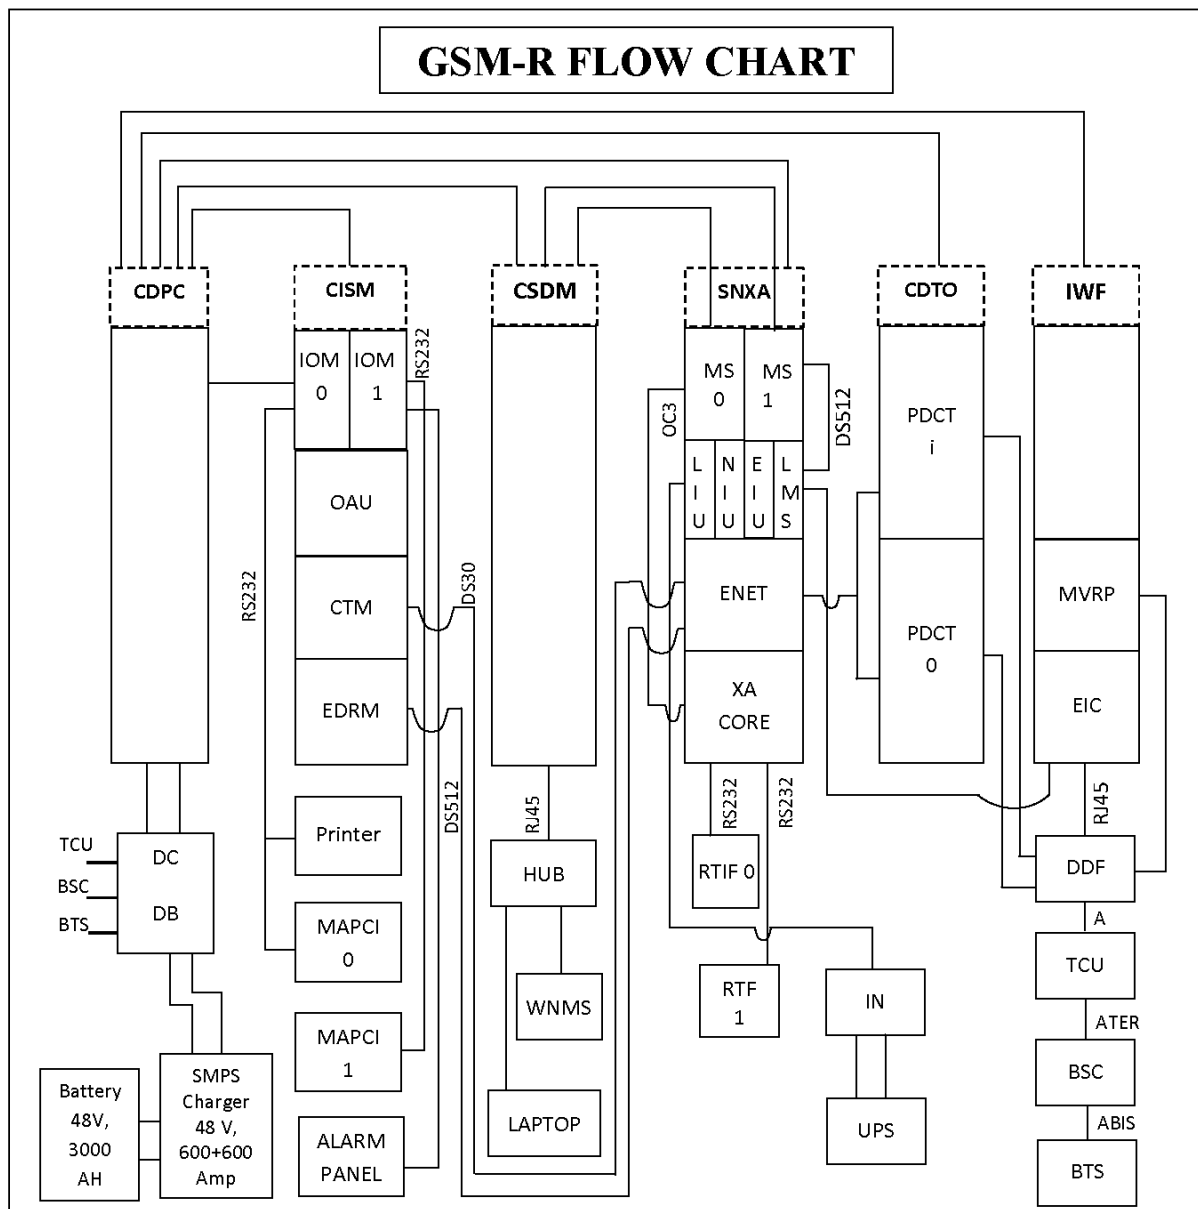 GSM-R FLOW CHART
CDPC
CISM
CSDM
SNXA
CDTO
IWF
IOM
0
IOM
1
RS232
OAU
CTM
EDRM
RS232
DS30
DS512
Printer
MAPCI
0
MAPCI
1
ALARM
PANEL
TCU
BSC
BTS
DC
DB
Battery
48V,
3000
AH
SMPS
Charger
48 V,
600+600
Amp
RJ45
HUB
WNMS
LAPTOP
OC3
MS
0
MS
1
DS512
L
I
U
N
I
U
E
I
U
L
M
S
ENET
XA
CORE
RS232
RS232
RTIF 0
RTF
1
IN
UPS
PDCT
i
PDCT
0
MVRP
EIC
RJ45
DDF
A
TCU
ATER
BSC
ABIS
BTS